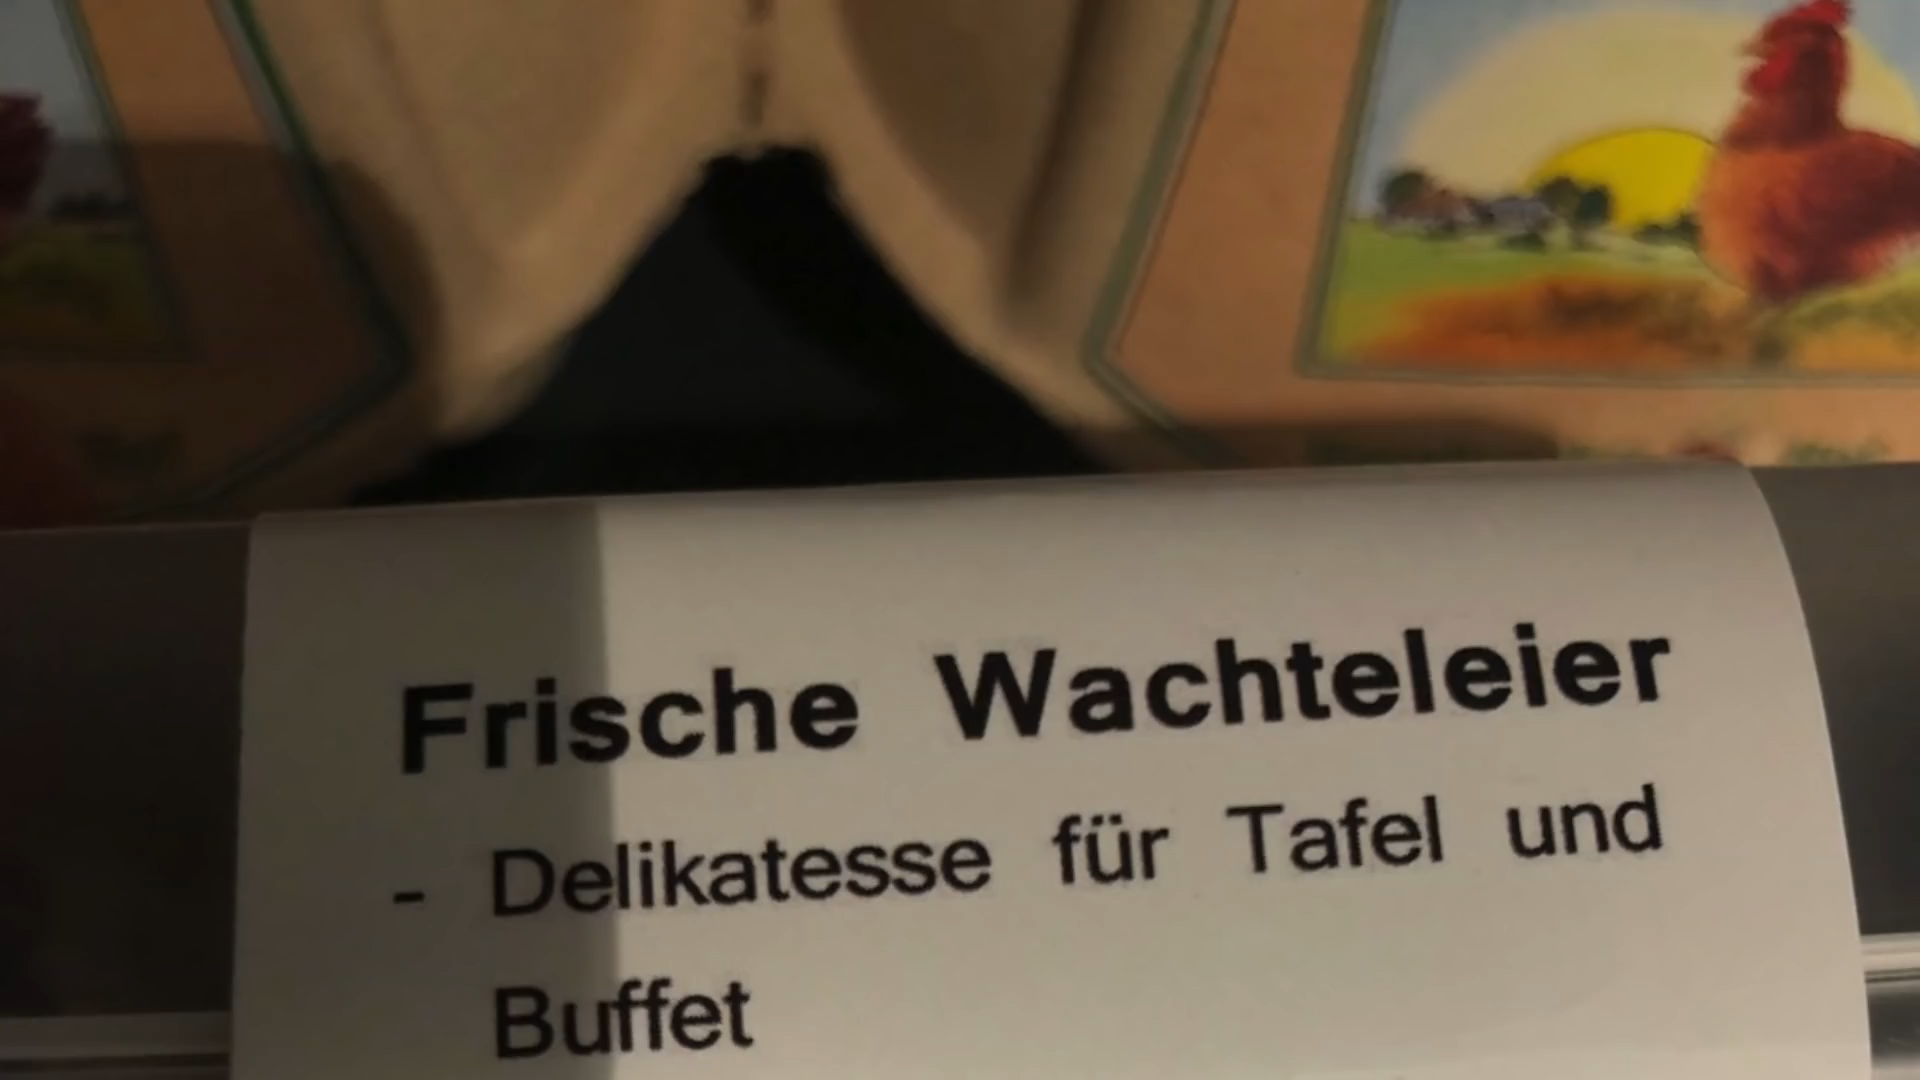 Frische Wachteleier
- Delikatesse für Tafel und
Buffet